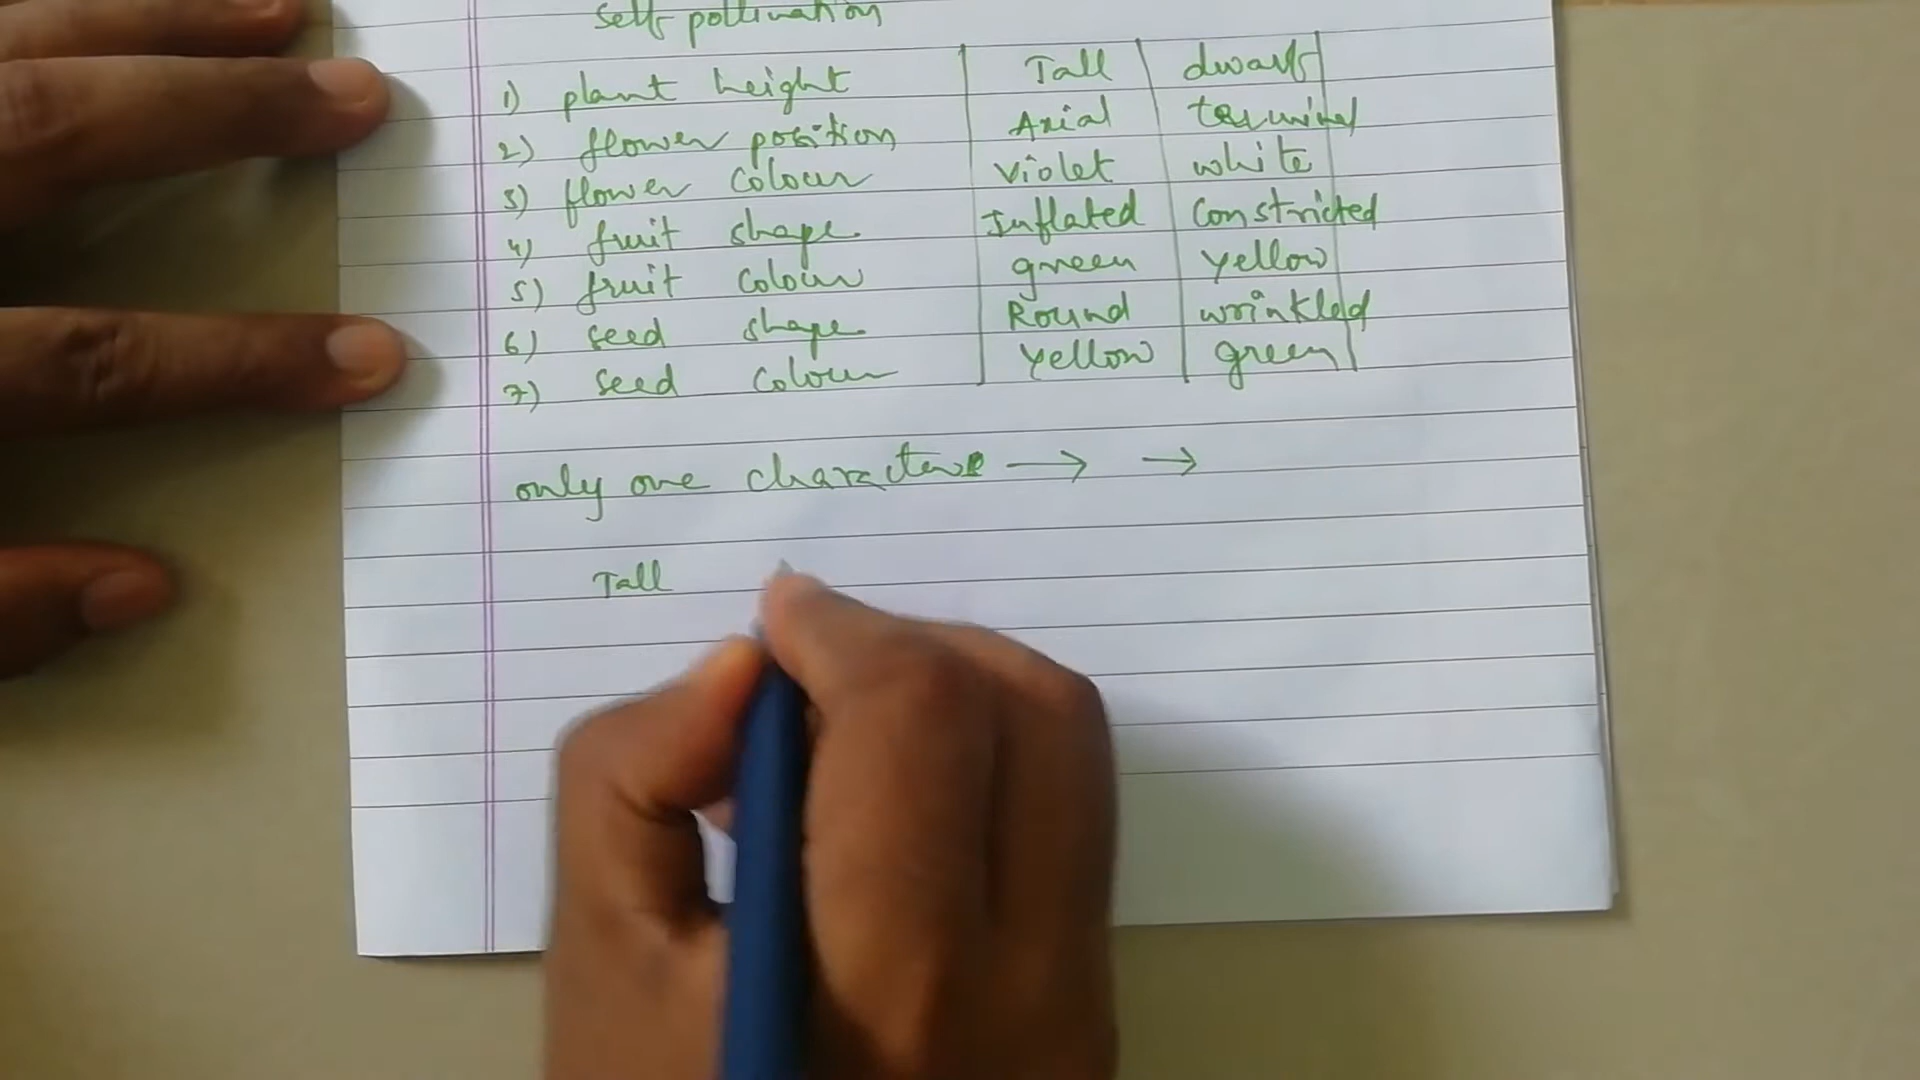 self pollination
1) plant height Tall dwarf
2) flower position Axial terminal
3) flower colour violet white
4) fruit shape Inflated constricted
5) fruit colour green yellow
6) seed shape Round wrinkled
7) seed colour yellow green
only one character → →
Tall